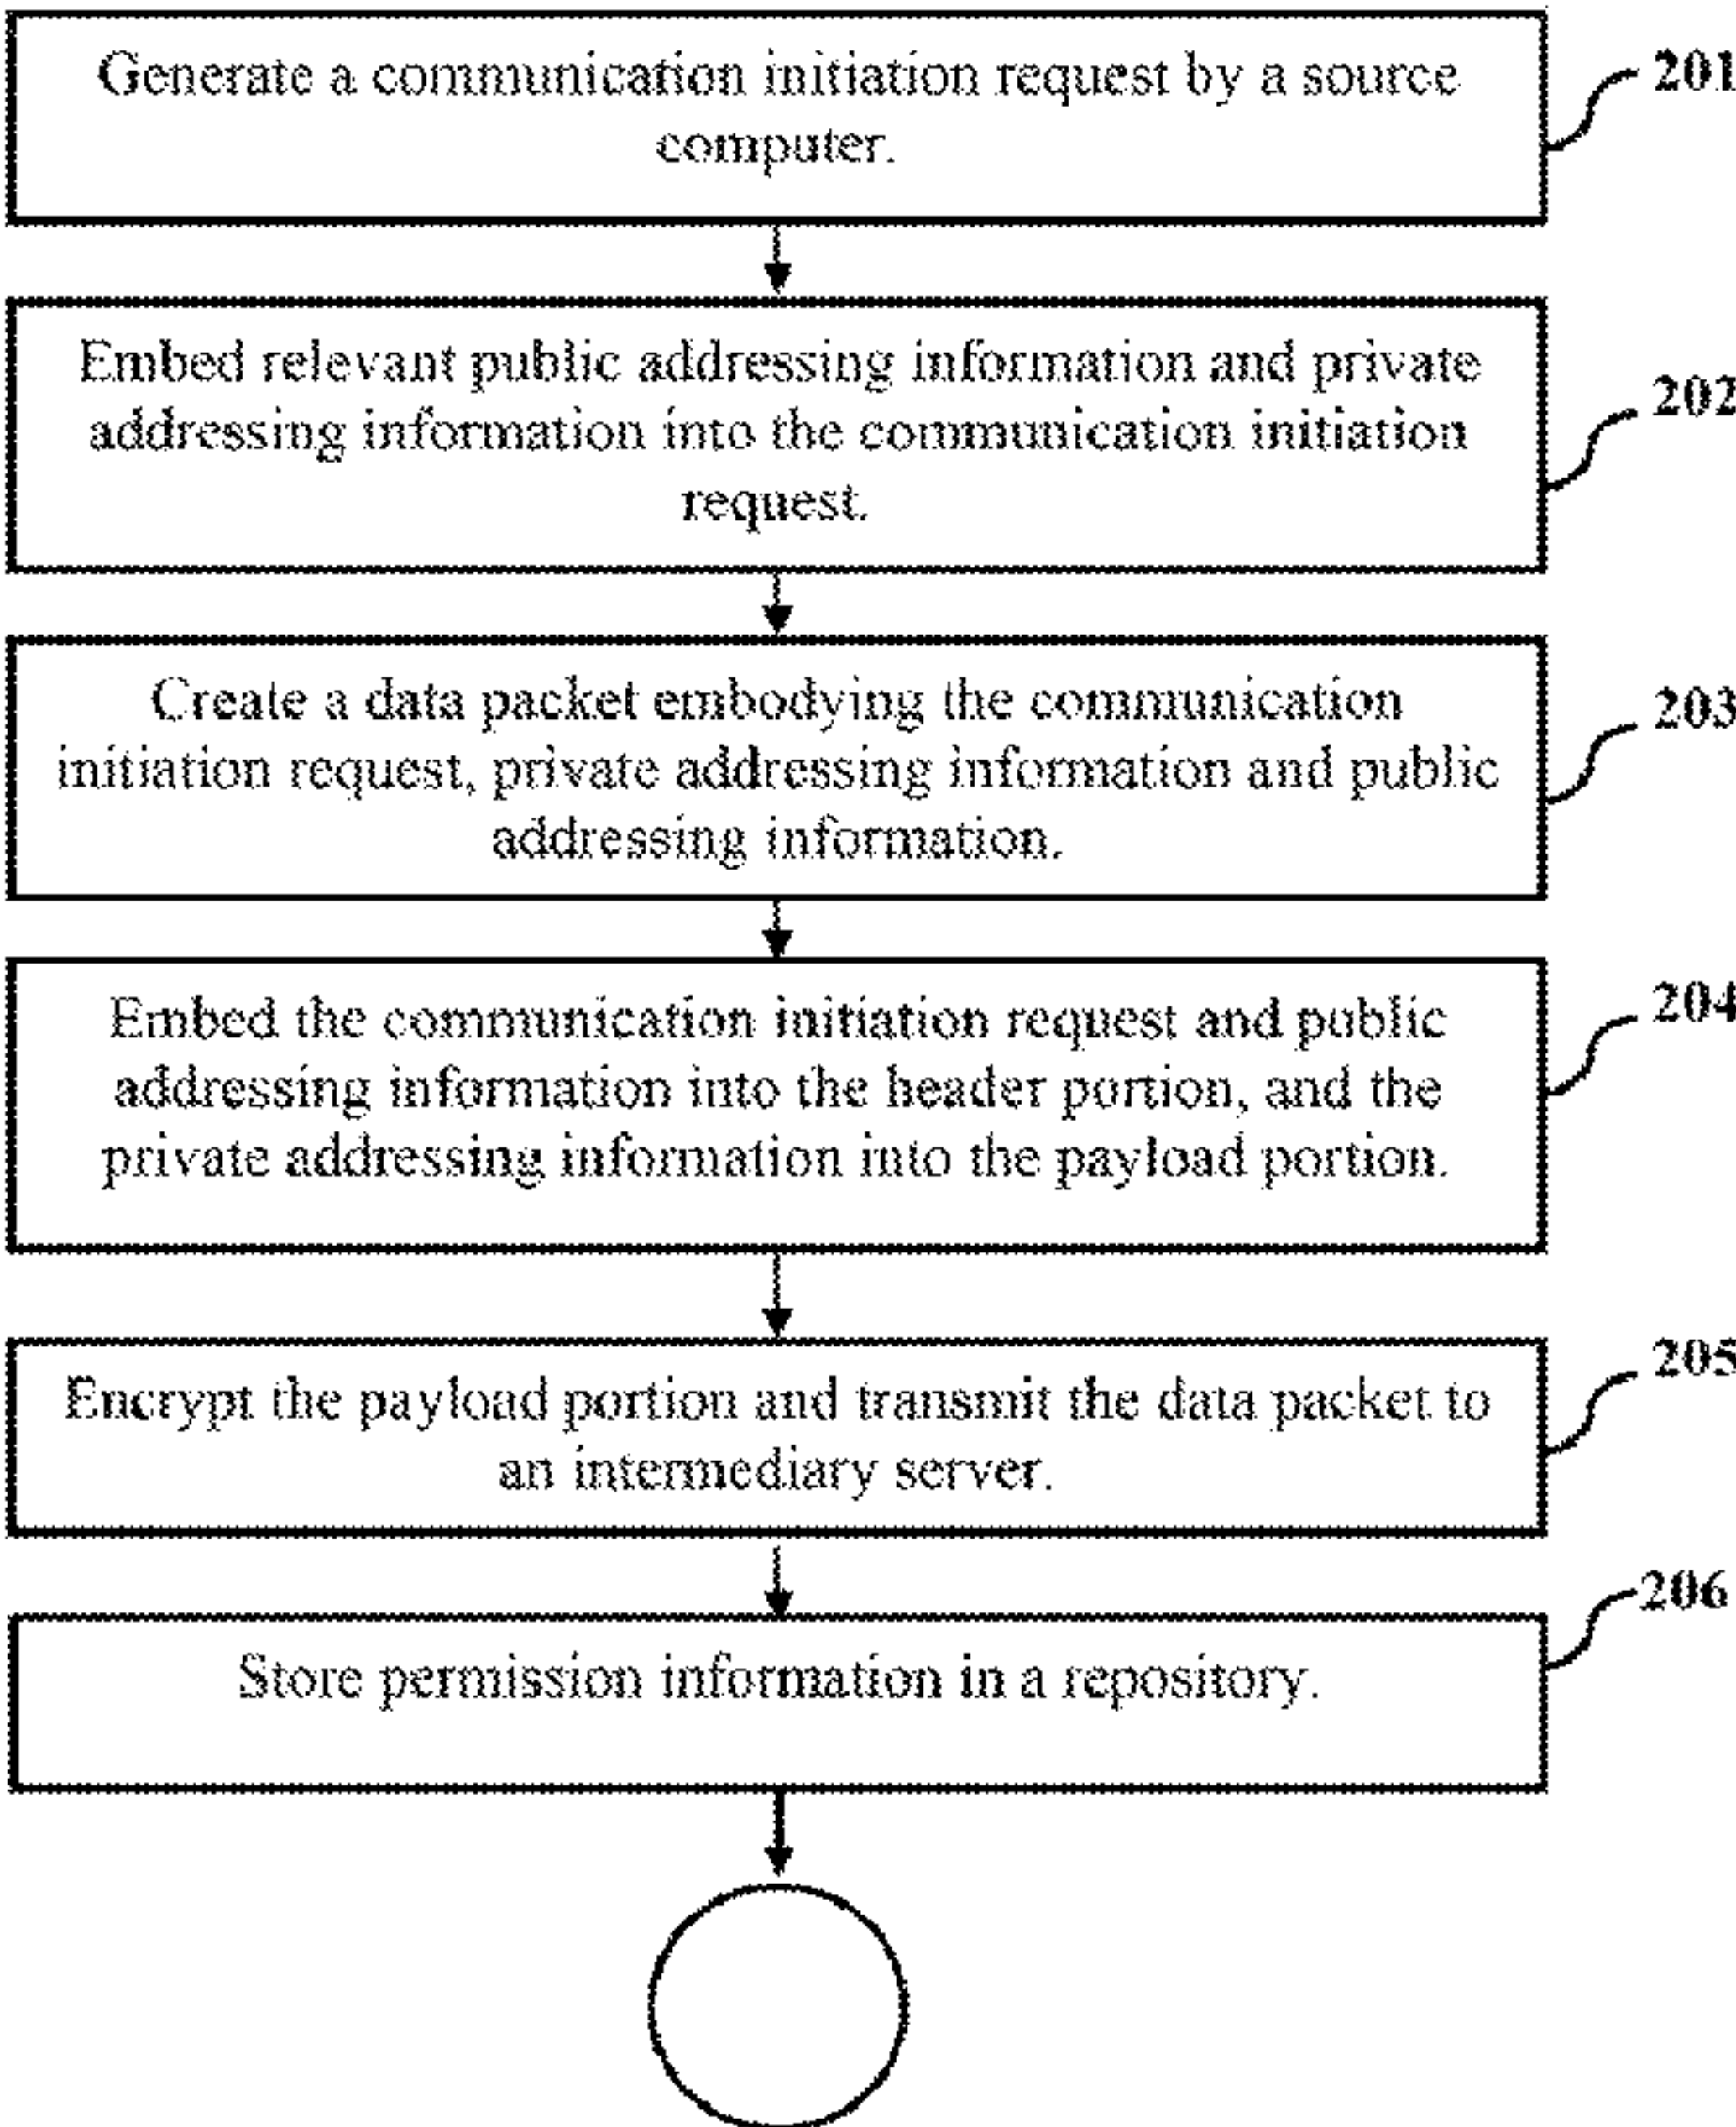 Generate a communication initiation request by a source
computer.
201
Embed relevant public addressing information and private
addressing information into the communication initiation
request.
202
Create a data packet embodying the communication
initiation request, private addressing information and public
addressing information.
203
Embed the communication initiation request and public
addressing information into the header portion, and the
private addressing information into the payload portion.
204
Encrypt the payload portion and transmit the data packet to
an intermediary server.
205
Store permission information in a repository.
206